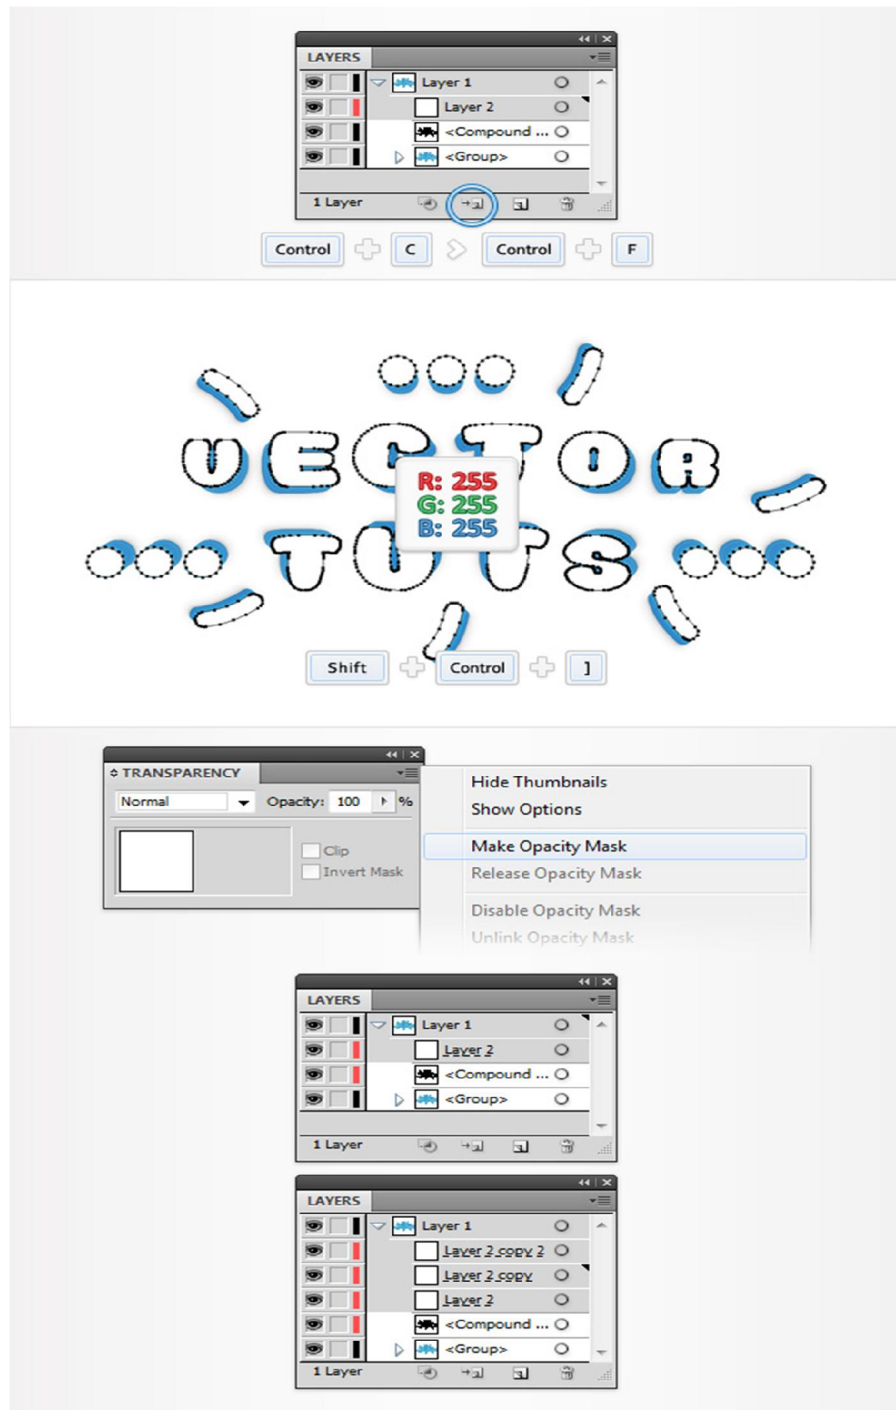 LAYERS
Layer 1
Layer 2
<Compound ...
<Group>
1 Layer
Control + C > Control + F
VECTOR
R: 255
G: 255
B: 255
TUTS
Shift + Control + ]
TRANSPARENCY
Normal Opacity: 100 %
Clip
Invert Mask
Hide Thumbnails
Show Options
Make Opacity Mask
Release Opacity Mask
Disable Opacity Mask
Unlink Opacity Mask
LAYERS
Layer 1
Layer 2
<Compound ...
<Group>
1 Layer
LAYERS
Layer 1
Layer 2 copy 2
Layer 2 copy
Layer 2
<Compound ...
<Group>
1 Layer